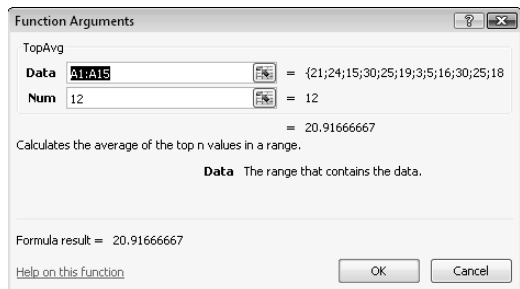 Function Arguments
TopAvg
Data A1:A15 = {21;24;15;30;25;19;3;5;16;30;25;18
Num 12 = 12
= 20.91666667
Calculates the average of the top n values in a range.
Data The range that contains the data.
Formula result = 20.91666667
Help on this function OK Cancel